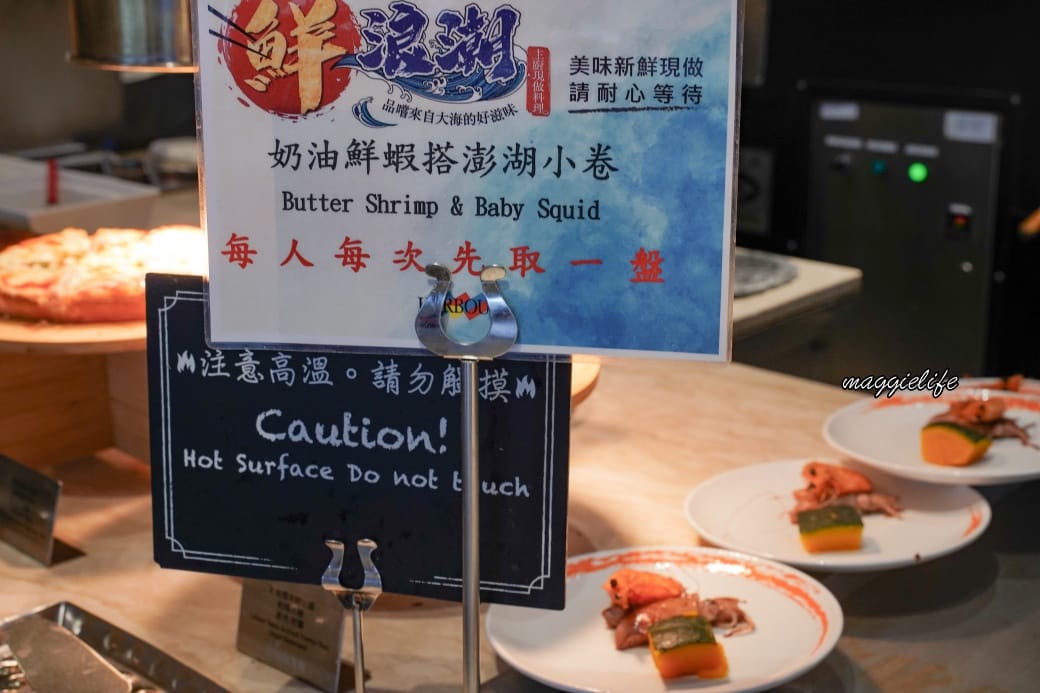 鮮浪潮
主廚現做料理
品嚐來自大海的好滋味
美味新鮮現做
請耐心等待
奶油鮮蝦搭澎湖小卷
Butter Shrimp & Baby Squid
每人每次先取一盤
注意高溫。請勿觸摸
Caution!
Hot Surface Do not touch
maggielife